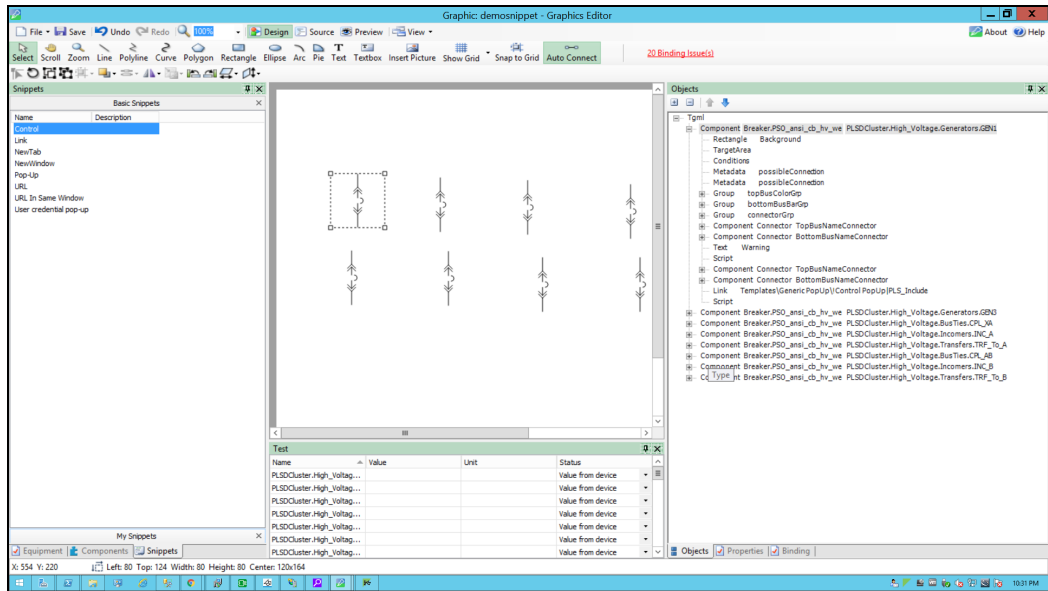 Graphic: demosnippet - Graphics Editor
File Save Undo Redo 100% Design Source Preview View About Help
Select Scroll Zoom Line Polyline Curve Polygon Rectangle Ellipse Arc Pie Text Textbox Insert Picture Show Grid Snap to Grid Auto Connect 20 Binding Issue(s)
Snippets
Basic Snippets
Name Description
Control
Link
NewTab
NewWindow
Pop-Up
URL
URL In Same Window
User credential pop-up
My Snippets
Equipment Components Snippets
Test
Name Value Unit Status
PLSDCluster.High_Voltag... Value from device
PLSDCluster.High_Voltag... Value from device
PLSDCluster.High_Voltag... Value from device
PLSDCluster.High_Voltag... Value from device
PLSDCluster.High_Voltag... Value from device
PLSDCluster.High_Voltag... Value from device
PLSDCluster.High_Voltag... Value from device
Objects
Tgml
Component Breaker.PSO_ansi_cb_hv_we PLSDCluster.High_Voltage.Generators.GEN1
Rectangle Background
TargetArea
Conditions
Metadata possibleConnection
Metadata possibleConnection
Group topBusColorGrp
Group bottomBusBarGrp
Group connectorGrp
Component Connector TopBusNameConnector
Component Connector BottomBusNameConnector
Text Warning
Script
Component Connector TopBusNameConnector
Component Connector BottomBusNameConnector
Link Templates\Generic PopUp\!Control PopUp|PLS_Include
Script
Component Breaker.PSO_ansi_cb_hv_we PLSDCluster.High_Voltage.Generators.GEN3
Component Breaker.PSO_ansi_cb_hv_we PLSDCluster.High_Voltage.BusTies.CPL_XA
Component Breaker.PSO_ansi_cb_hv_we PLSDCluster.High_Voltage.Incomers.INC_A
Component Breaker.PSO_ansi_cb_hv_we PLSDCluster.High_Voltage.Transfers.TRF_To_A
Component Breaker.PSO_ansi_cb_hv_we PLSDCluster.High_Voltage.BusTies.CPL_AB
Component Breaker.PSO_ansi_cb_hv_we PLSDCluster.High_Voltage.Incomers.INC_B
Type Breaker.PSO_ansi_cb_hv_we PLSDCluster.High_Voltage.Transfers.TRF_To_B
Objects Properties Binding
X: 554 Y: 220 Left: 80 Top: 124 Width: 80 Height: 80 Center: 120x164
10:31 PM